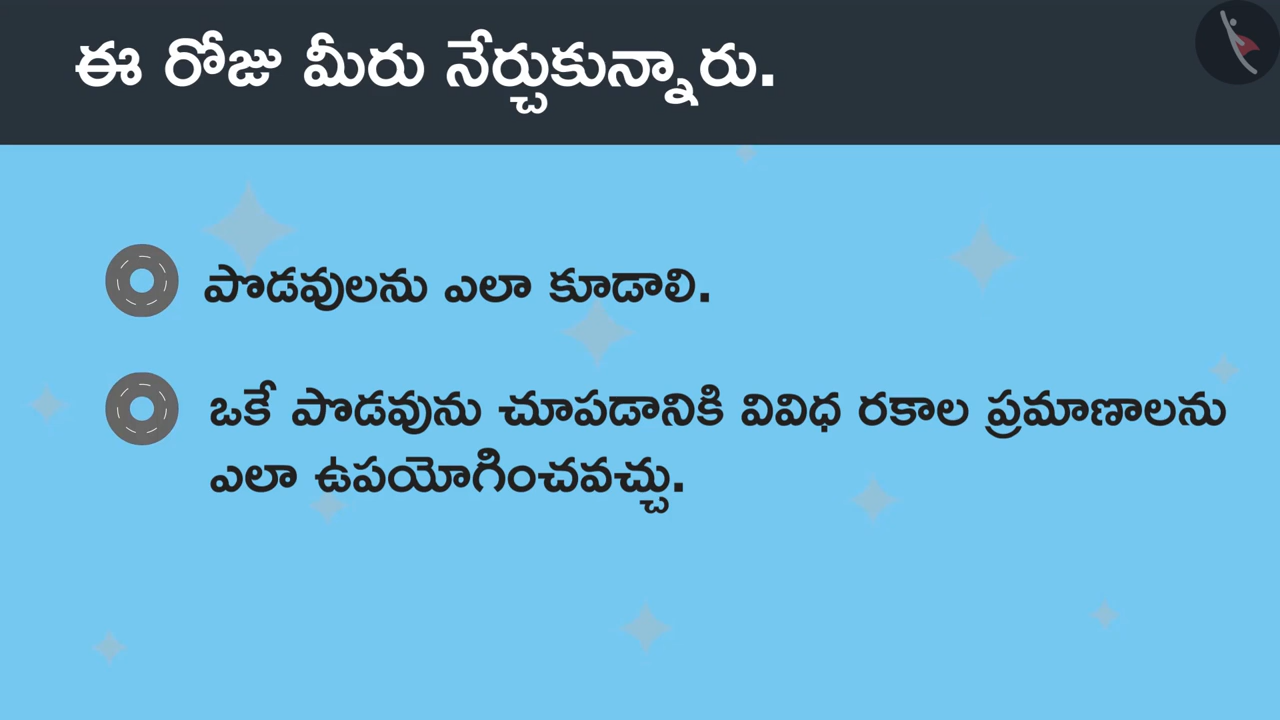 ఈ రోజు మీరు నేర్చుకున్నారు.
పొడవులను ఎలా కూడాలి.
ఒకే పొడవును చూపడానికి వివిధ రకాల ప్రమాణాలను
ఎలా ఉపయోగించవచ్చు.